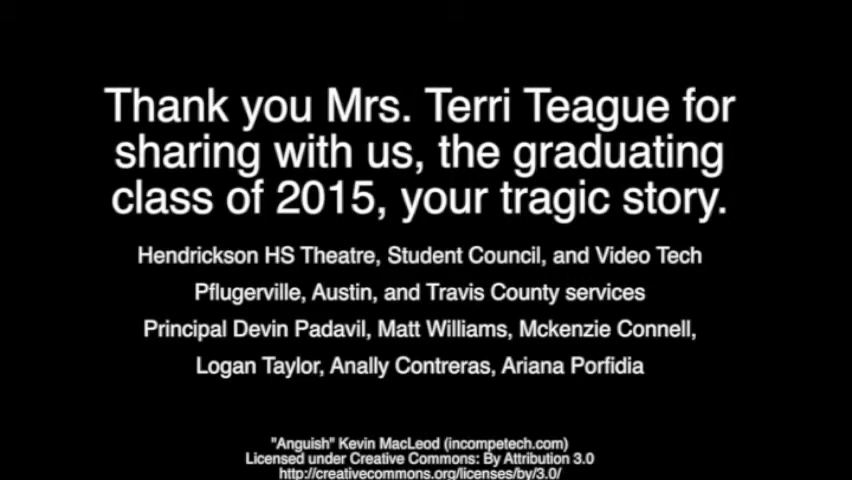 Thank you Mrs. Terri Teague for
sharing with us, the graduating
class of 2015, your tragic story.
Hendrickson HS Theatre, Student Council, and Video Tech
Pflugerville, Austin, and Travis County services
Principal Devin Padavil, Matt Williams, Mckenzie Connell,
Logan Taylor, Anally Contreras, Ariana Porfidia
"Anguish" Kevin MacLeod (incompetech.com)
Licensed under Creative Commons: By Attribution 3.0
http://creativecommons.org/licenses/by/3.0/